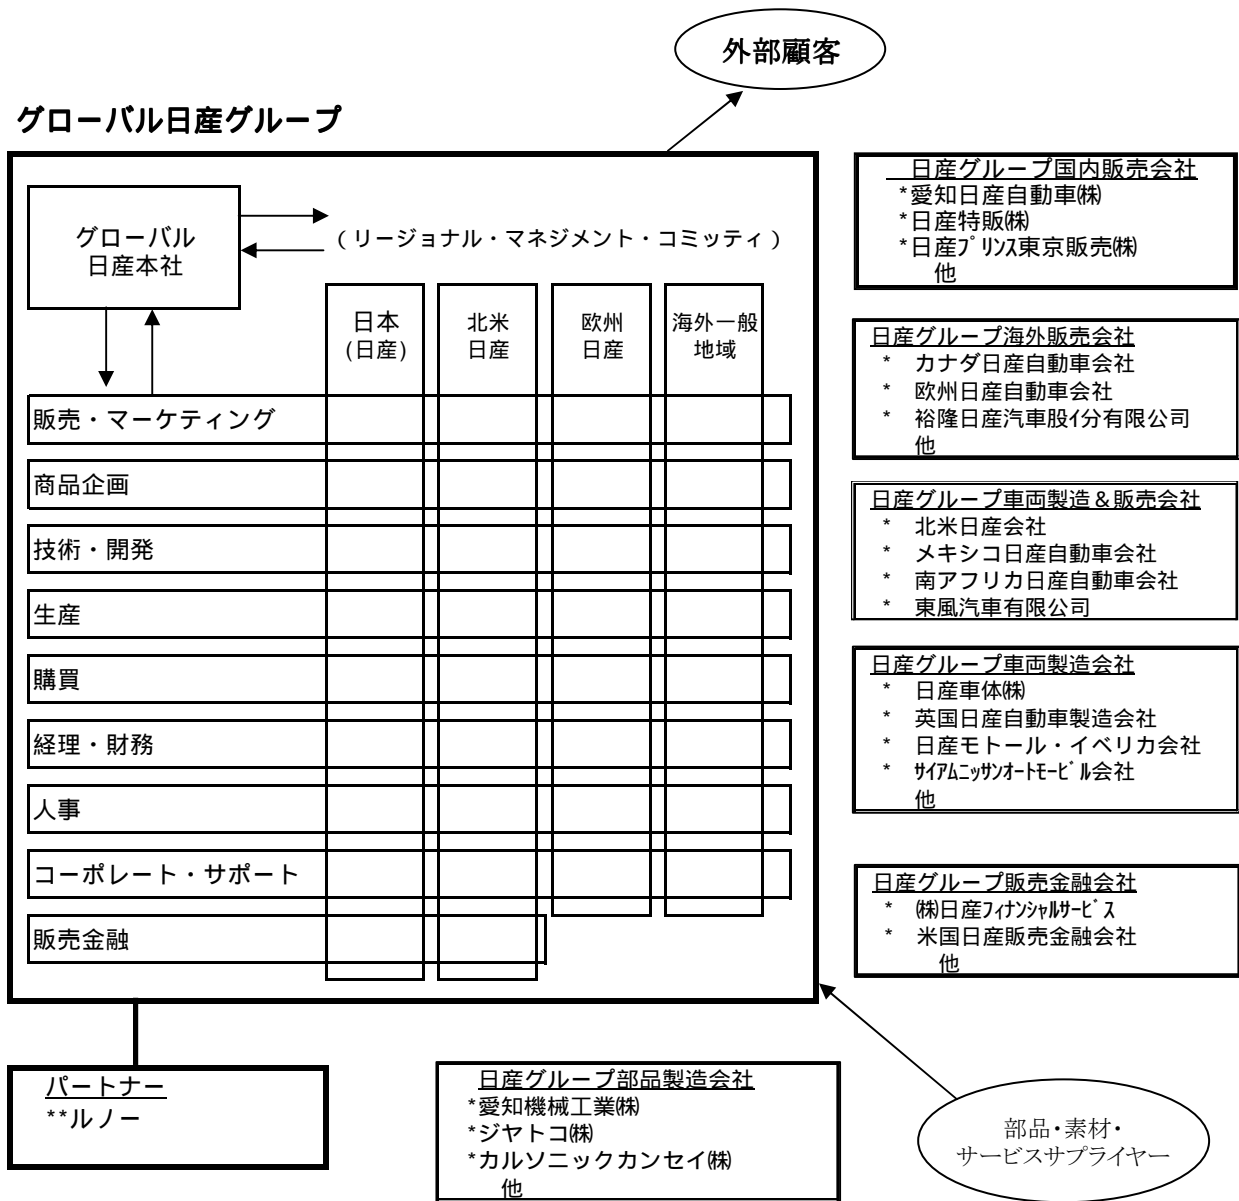 外部顧客
グローバル日産グループ
グローバル
日産本社
(リージョナル・マネジメント・コミッティ)
日本
(日産)
北米
日産
欧州
日産
海外一般
地域
販売・マーケティング
商品企画
技術・開発
生産
購買
経理・財務
人事
コーポレート・サポート
販売金融
日産グループ国内販売会社
*愛知日産自動車㈱
*日産特販㈱
*日産プリンス東京販売㈱
他
日産グループ海外販売会社
* カナダ日産自動車会社
* 欧州日産自動車会社
* 裕隆日産汽車股イ分有限公司
他
日産グループ車両製造&販売会社
* 北米日産会社
* メキシコ日産自動車会社
* 南アフリカ日産自動車会社
* 東風汽車有限公司
日産グループ車両製造会社
* 日産車体㈱
* 英国日産自動車製造会社
* 日産モトール・イベリカ会社
* サイアムニッサンオートモービル会社
他
日産グループ販売金融会社
* ㈱日産フィナンシャルサービス
* 米国日産販売金融会社
他
パートナー
**ルノー
日産グループ部品製造会社
*愛知機械工業㈱
*ジヤトコ㈱
*カルソニックカンセイ㈱
他
部品・素材・
サービスサプライヤー